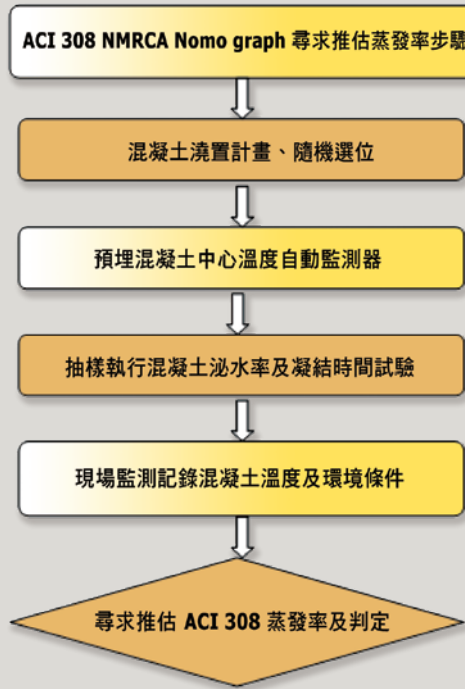 ACI 308 NMRCA Nomo graph 尋求推估蒸發率步驟
混凝土澆置計畫、隨機選位
預埋混凝土中心溫度自動監測器
抽樣執行混凝土泌水率及凝結時間試驗
現場監測記錄混凝土溫度及環境條件
尋求推估 ACI 308 蒸發率及判定